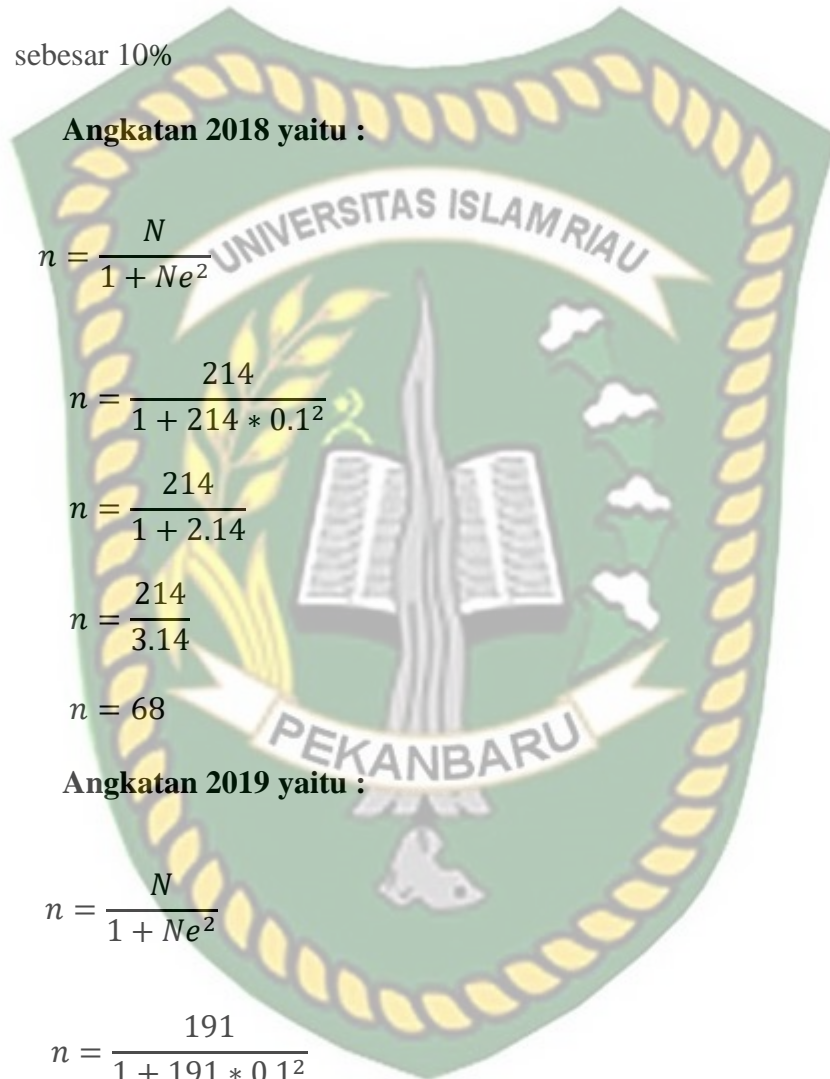 sebesar 10%
Angkatan 2018 yaitu :
UNIVERSITAS ISLAM RIAU
n = N / (1 + Ne²)
n = 214 / (1 + 214 * 0.1²)
n = 214 / (1 + 2.14)
n = 214 / 3.14
n = 68
PEKANBARU
Angkatan 2019 yaitu :
n = N / (1 + Ne²)
n = 191 / (1 + 191 * 0.1²)